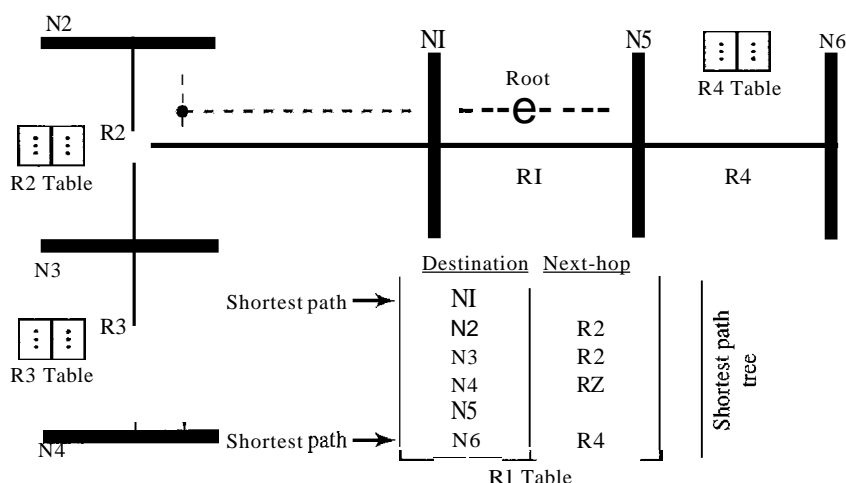 N2
NI
N5
N6
Root
e
R4 Table
R2
R2 Table
RI
R4
N3
Destination Next-hop
Shortest path
NI
R3
N2 R2
N3 R2
R3 Table
N4 RZ
N5
N4
Shortest path
N6 R4
Shortest path
tree
R1 Table